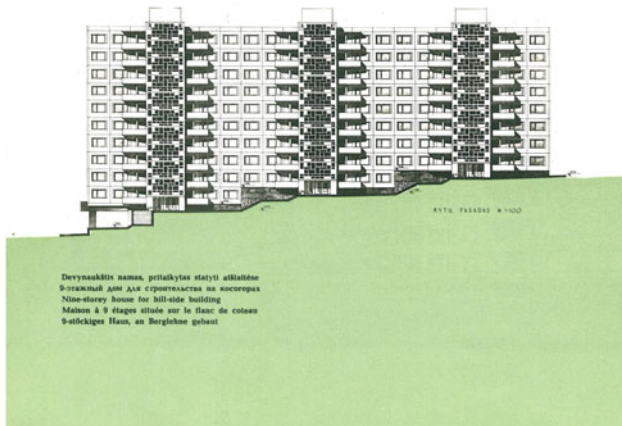 RYTŲ FASADAS M 1:100
Devynaukštis namas, pritaikytas statyti atšlaitėse
9-этажный дом для строительства на косогорах
Nine-storey house for hill-side building
Maison à 9 étages située sur le flanc de coteau
9-stöckiges Haus, an Berglehne gebaut